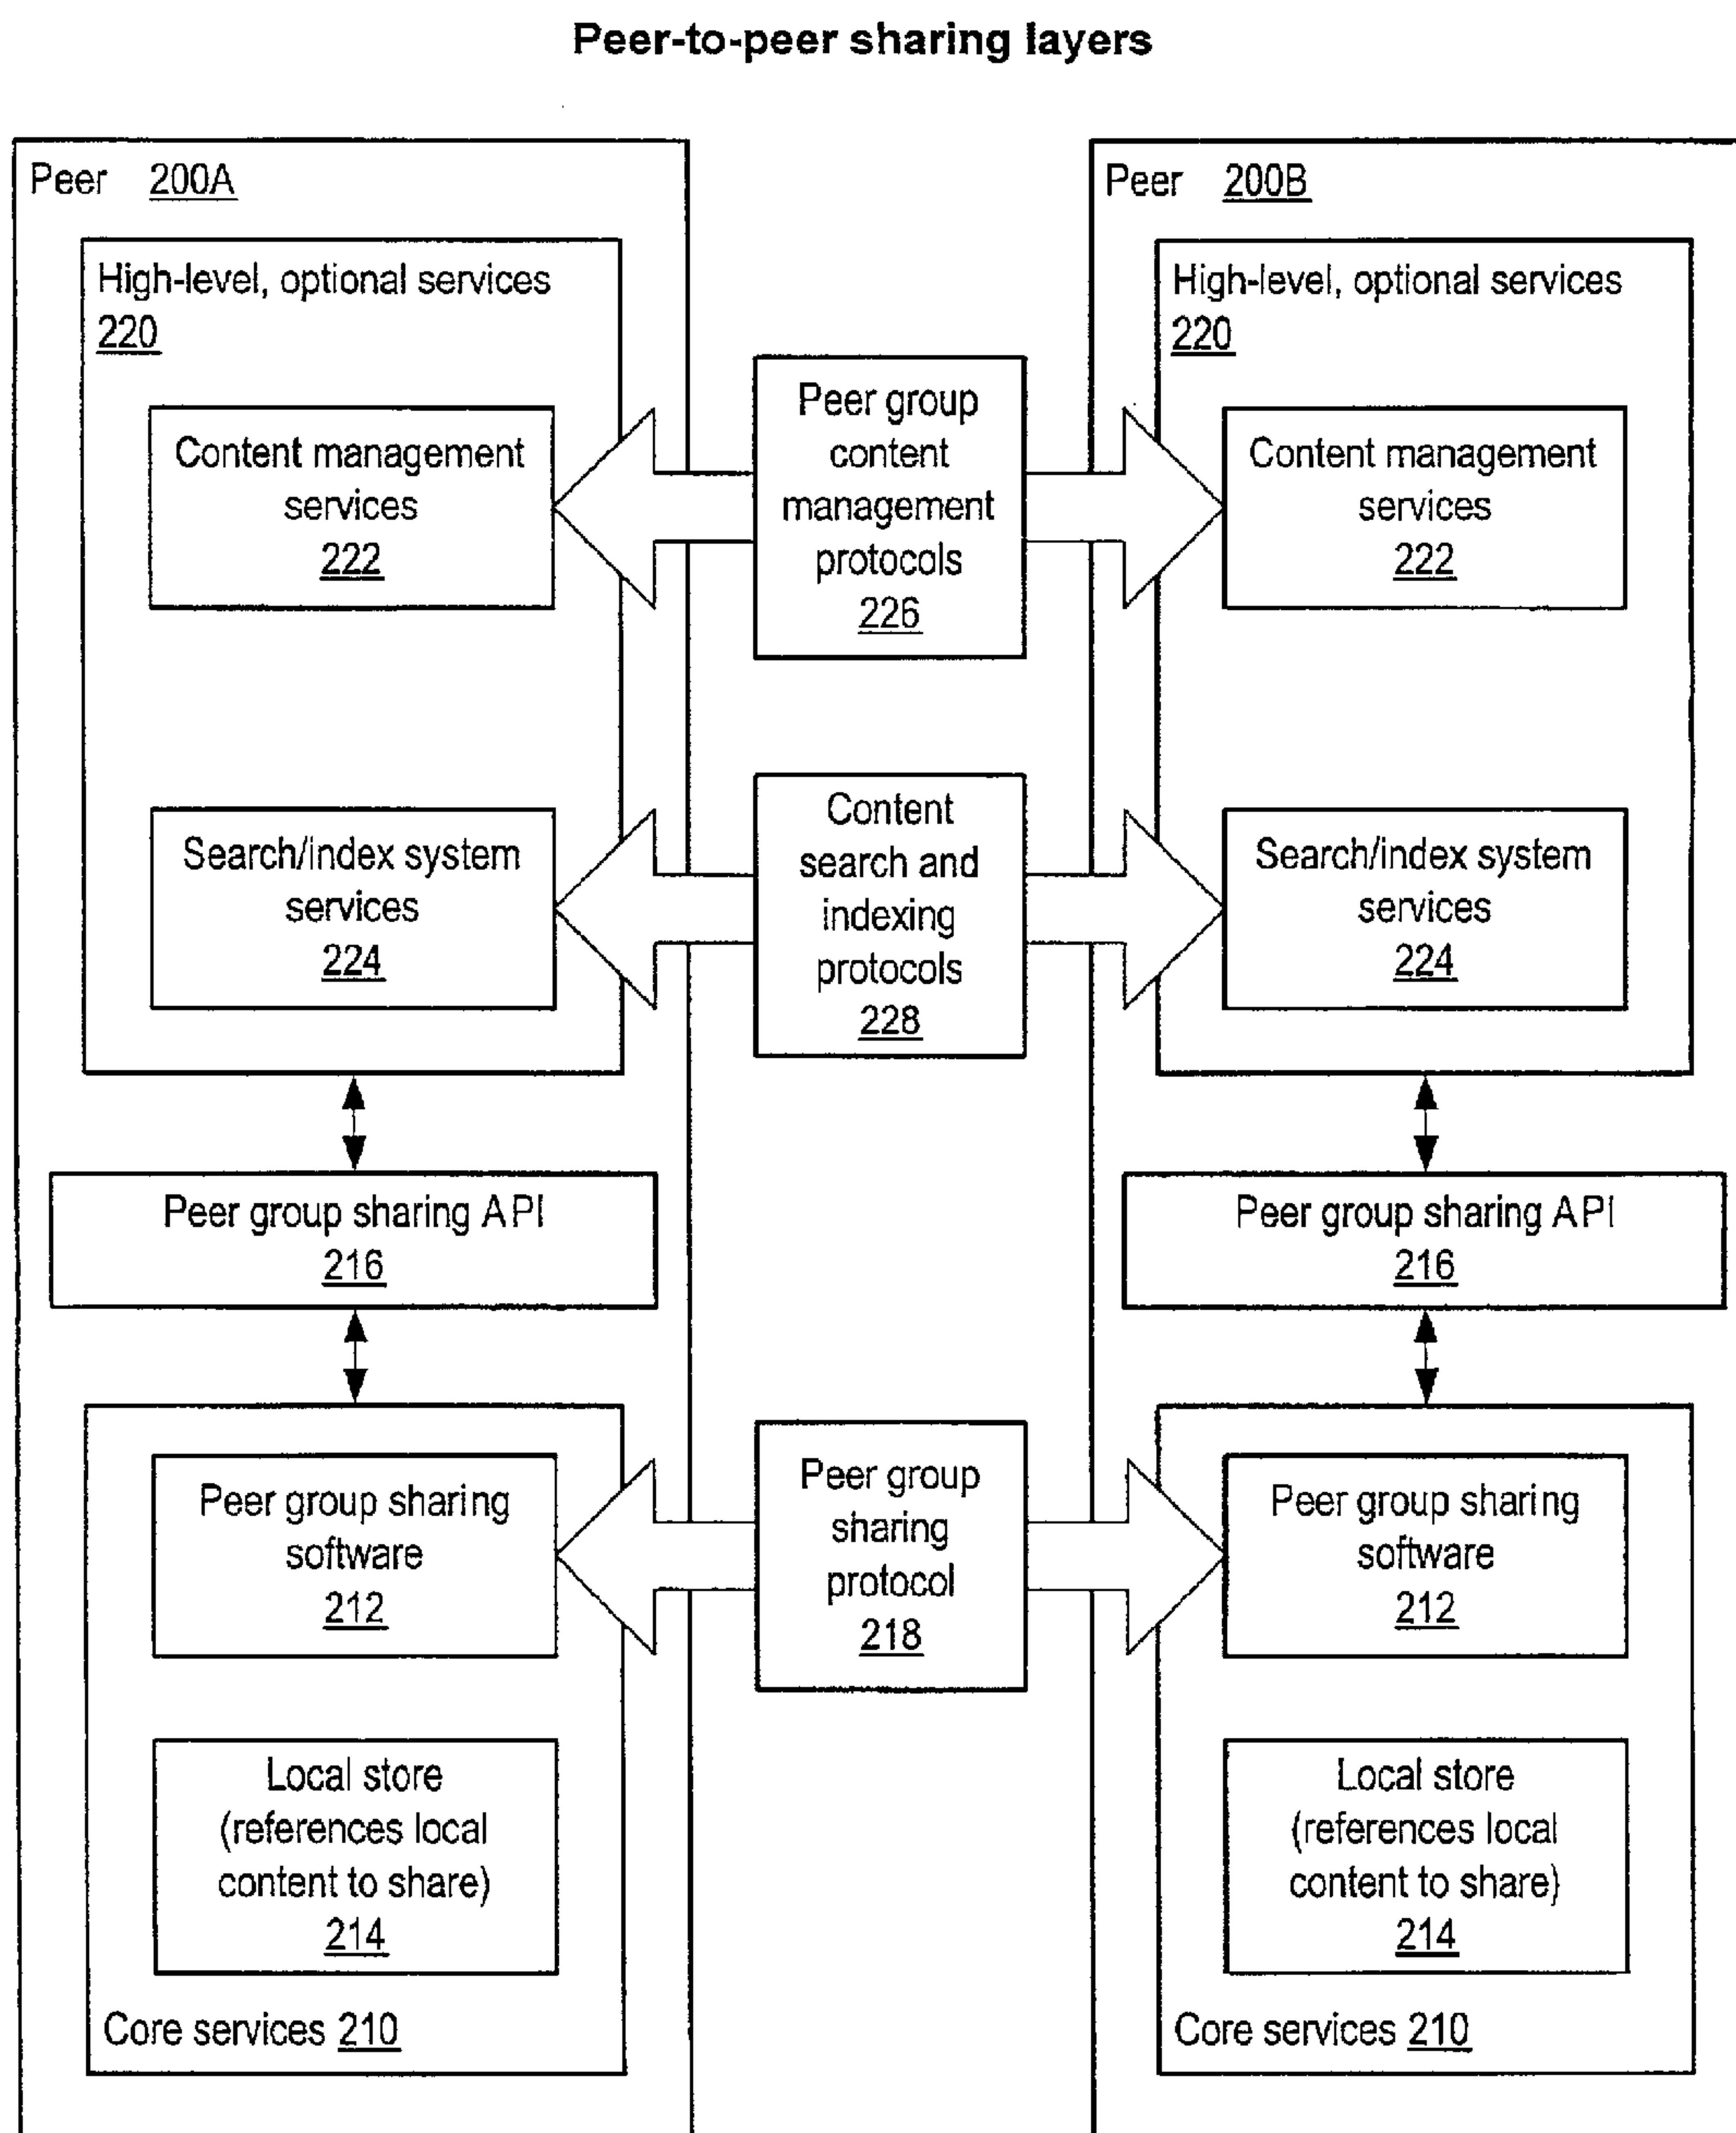 Peer-to-peer sharing layers
Peer 200A
High-level, optional services
220
Content management
services
222
Search/index system
services
224
Peer group sharing API
216
Peer group sharing
software
212
Local store
(references local
content to share)
214
Core services 210
Peer group
content
management
protocols
226
Content
search and
indexing
protocols
228
Peer group
sharing
protocol
218
Peer 200B
High-level, optional services
220
Content management
services
222
Search/index system
services
224
Peer group sharing API
216
Peer group sharing
software
212
Local store
(references local
content to share)
214
Core services 210